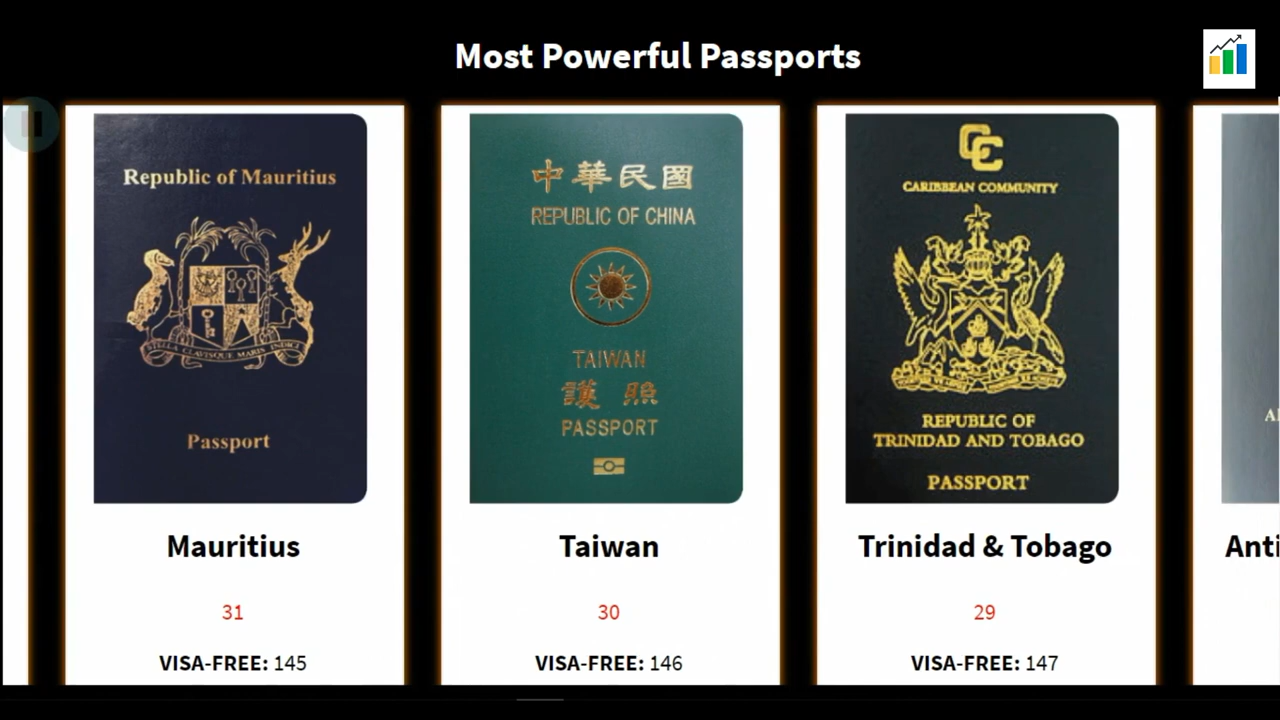 Most Powerful Passports
Republic of Mauritius
STELLA CLAVISQUE MARIS INDICI
Passport
Mauritius
31
VISA-FREE: 145
中華民國
REPUBLIC OF CHINA
TAIWAN
護照
PASSPORT
Taiwan
30
VISA-FREE: 146
CC
CARIBBEAN COMMUNITY
REPUBLIC OF
TRINIDAD AND TOBAGO
PASSPORT
Trinidad & Tobago
29
VISA-FREE: 147
A
Anti